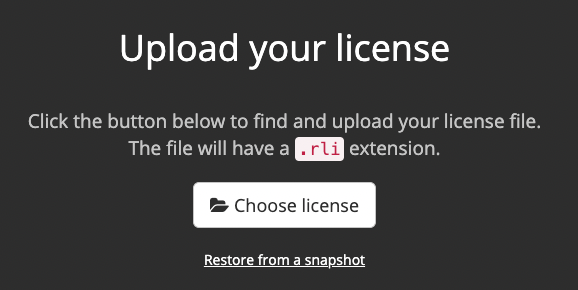 Upload your license
Click the button below to find and upload your license file.
The file will have a .rli extension.
Choose license
Restore from a snapshot